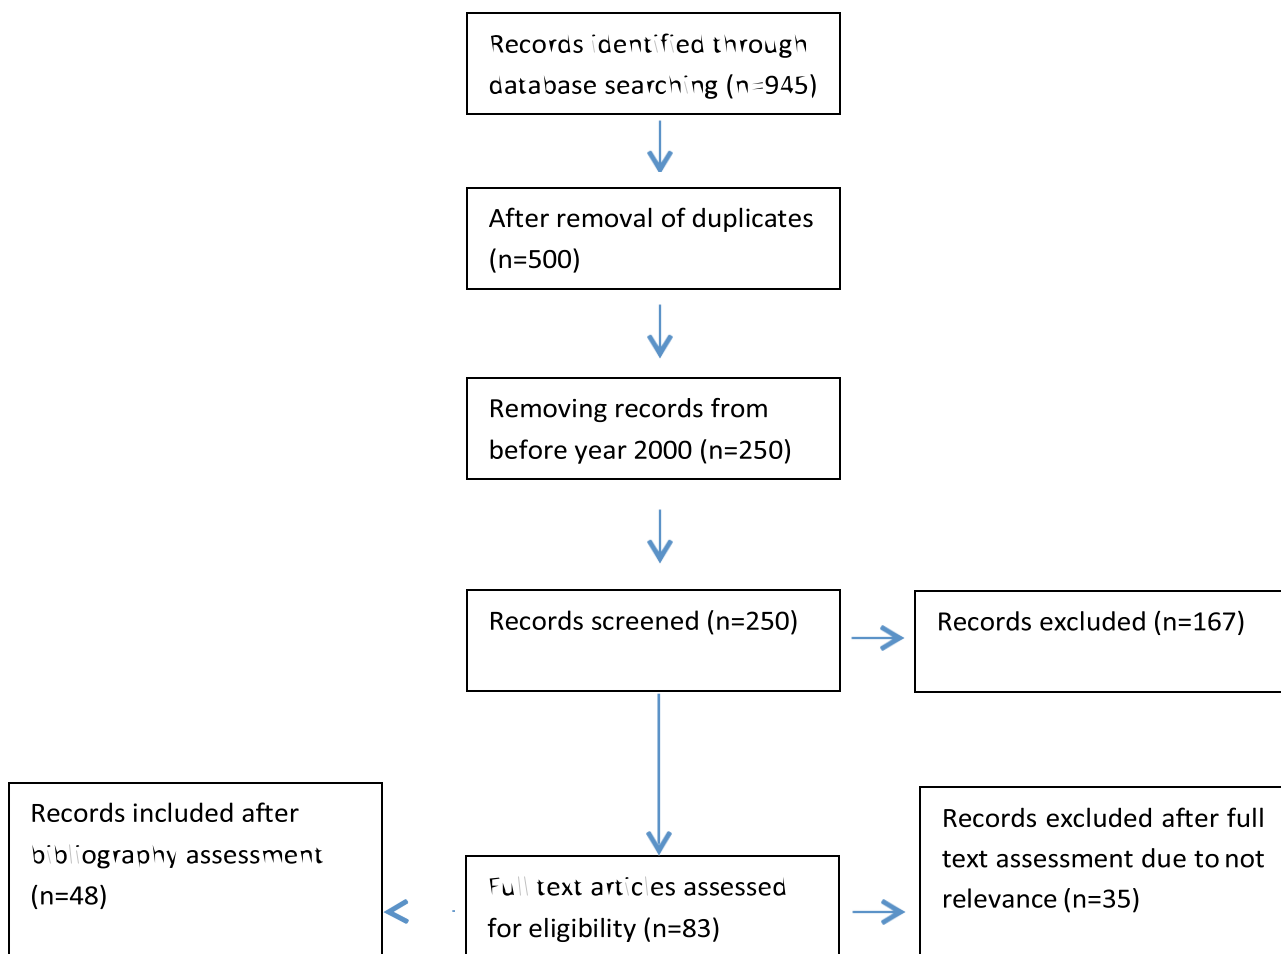 Records identified through
database searching (n=945)
After removal of duplicates
(n=500)
Removing records from
before year 2000 (n=250)
Records screened (n=250)
Records excluded (n=167)
Records included after
bibliography assessment
(n=48)
Full text articles assessed
for eligibility (n=83)
Records excluded after full
text assessment due to not
relevance (n=35)